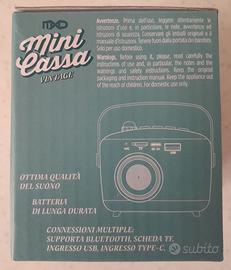 MXD
Mini
Cassa
VINTAGE
Avvertenze. Prima dell'uso, leggere attentamente le
istruzioni d'uso e, in particolare, le note, le avvertenze ed
istruzioni di sicurezza. Conservare gli imballi originali e il
manuale d'istruzioni. Tenere fuori dalla portata dei bambini.
Solo per uso domestico.
Warnings. Before using it, please, read carefully the
instructions of use and, in particular, the notes and the
warnings and safety instructions. Keep the original
packaging and instruction manual. Keep the appliance out
of the reach of children. For domestic use only.
OTTIMA QUALITÀ
DEL SUONO
BATTERIA
DI LUNGA DURATA
CONNESSIONI MULTIPLE:
SUPPORTA BLUETOOTH, SCHEDA TF,
INGRESSO USB, INGRESSO TYPE-C.
subito